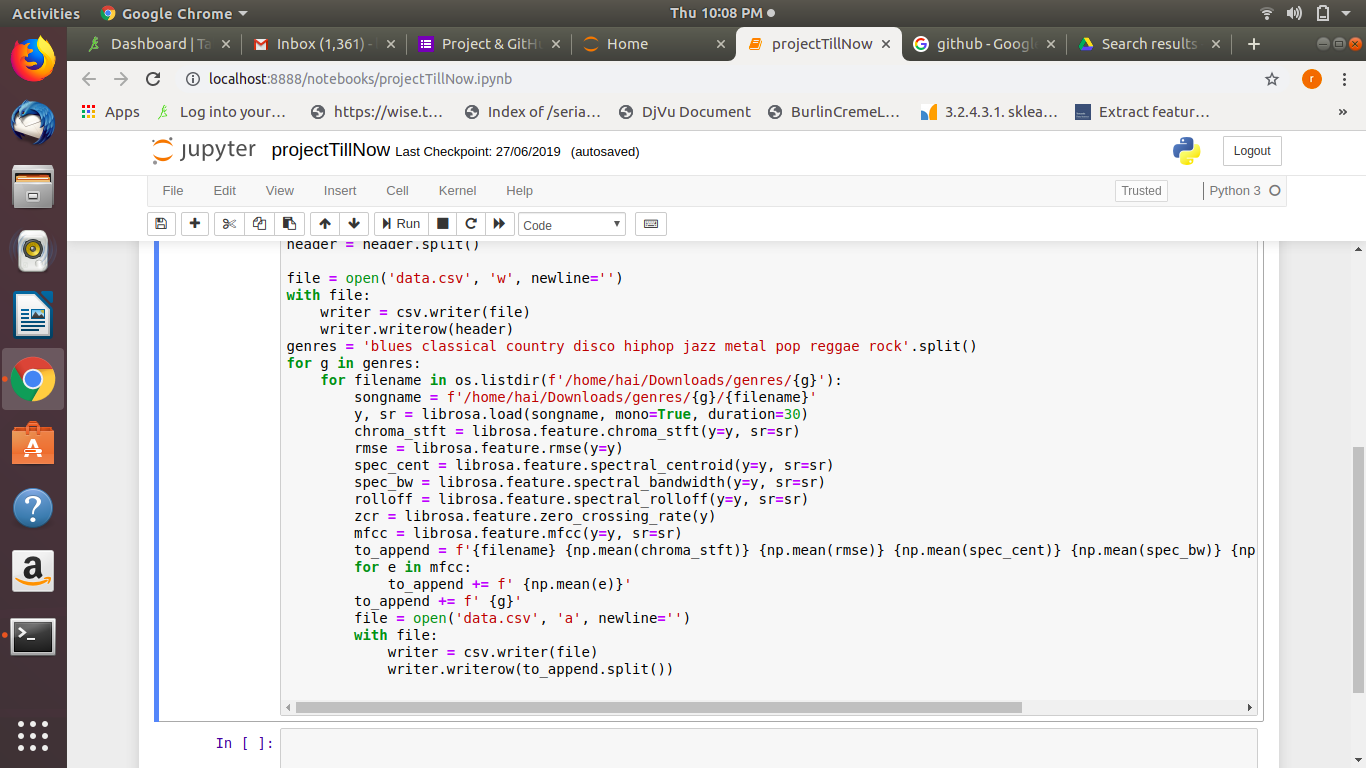 Activities Google Chrome Thu 10:08 PM
Dashboard | Ta Inbox (1,361) - Project & GitHu Home projectTillNow github - Google Search results
localhost:8888/notebooks/projectTillNow.ipynb r
Apps Log into your... https://wise.t... Index of /seria... DjVu Document BurlinCremeL... 3.2.4.3.1. sklea... Extract featur... »
jupyter projectTillNow Last Checkpoint: 27/06/2019 (autosaved) Logout
File Edit View Insert Cell Kernel Help Trusted Python 3
Run Code
header = header.split()
file = open('data.csv', 'w', newline='')
with file:
    writer = csv.writer(file)
    writer.writerow(header)
genres = 'blues classical country disco hiphop jazz metal pop reggae rock'.split()
for g in genres:
    for filename in os.listdir(f'/home/hai/Downloads/genres/{g}'):
        songname = f'/home/hai/Downloads/genres/{g}/{filename}'
        y, sr = librosa.load(songname, mono=True, duration=30)
        chroma_stft = librosa.feature.chroma_stft(y=y, sr=sr)
        rmse = librosa.feature.rmse(y=y)
        spec_cent = librosa.feature.spectral_centroid(y=y, sr=sr)
        spec_bw = librosa.feature.spectral_bandwidth(y=y, sr=sr)
        rolloff = librosa.feature.spectral_rolloff(y=y, sr=sr)
        zcr = librosa.feature.zero_crossing_rate(y)
        mfcc = librosa.feature.mfcc(y=y, sr=sr)
        to_append = f'{filename} {np.mean(chroma_stft)} {np.mean(rmse)} {np.mean(spec_cent)} {np.mean(spec_bw)} {np
        for e in mfcc:
            to_append += f' {np.mean(e)}'
        to_append += f' {g}'
        file = open('data.csv', 'a', newline='')
        with file:
            writer = csv.writer(file)
            writer.writerow(to_append.split())
In [ ]: